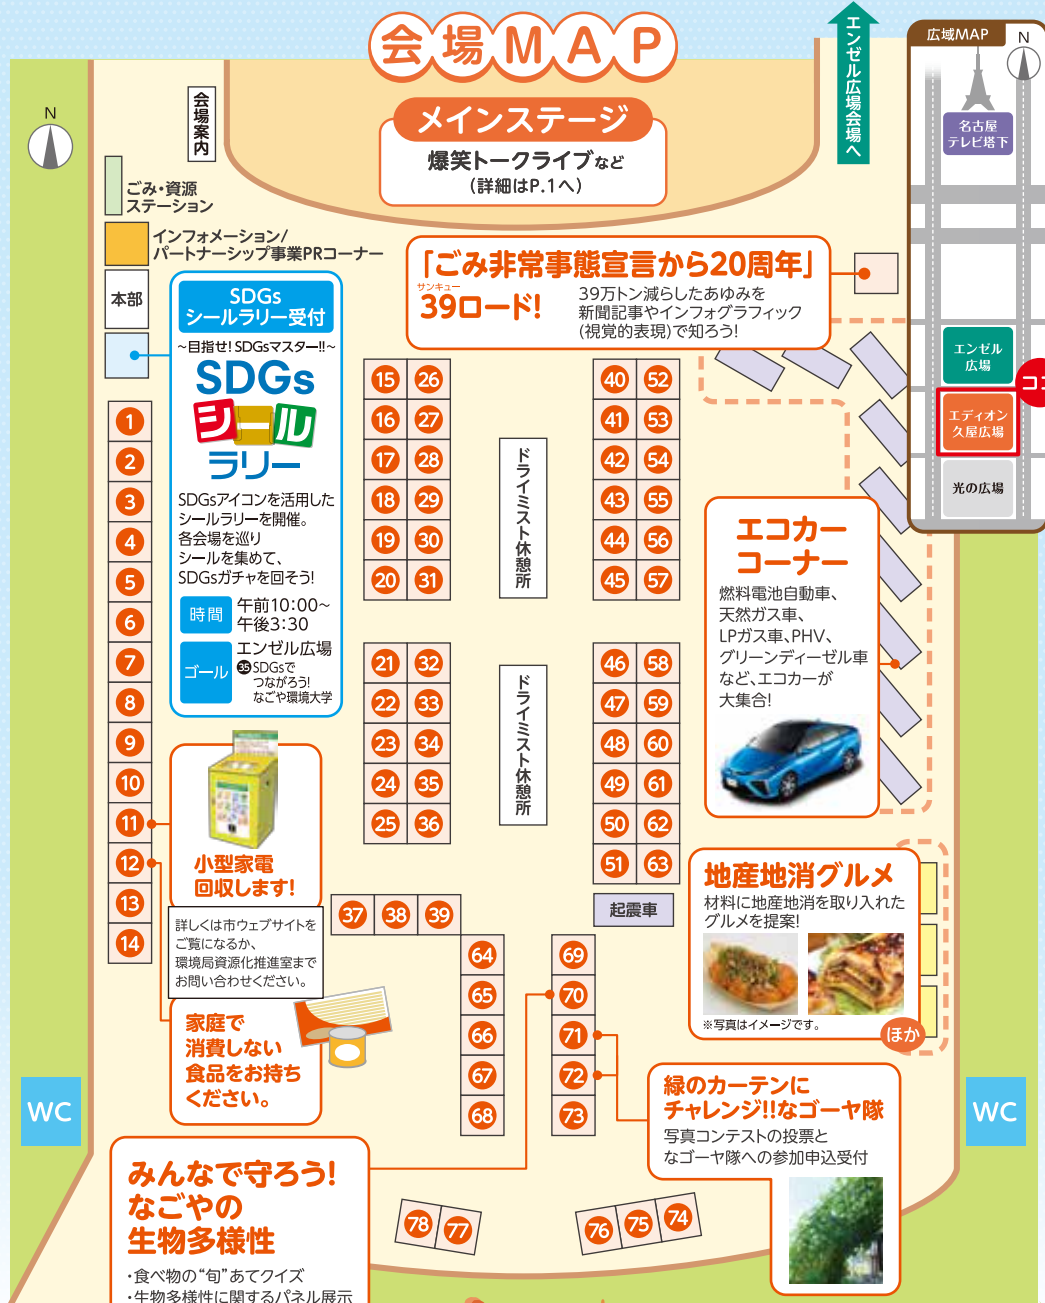 会場MAP
メインステージ
爆笑トークライブなど
(詳細はP.1へ)
エンゼル広場会場へ
広域MAP
N
名古屋
テレビ塔下
エンゼル
広場
エディオン
久屋広場
光の広場
N
会場案内
ごみ・資源
ステーション
インフォメーション/
パートナーシップ事業PRコーナー
本部
「ごみ非常事態宣言から20周年」
サンキュー
39ロード!
39万トン減らしたあゆみを
新聞記事やインフォグラフィック
(視覚的表現)で知ろう!
SDGs
シールラリー受付
~目指せ!SDGsマスター!!~
SDGs
シール
ラリー
SDGsアイコンを活用した
シールラリーを開催。
各会場を巡り
シールを集めて、
SDGsガチャを回そう!
時間
午前10:00~
午後3:30
ゴール
エンゼル広場
㉟SDGsで
つながろう!
なごや環境大学
1
2
3
4
5
6
7
8
9
10
11
12
13
14
15 26
16 27
17 28
18 29
19 30
20 31
21 32
22 33
23 34
24 35
25 36
ドライミスト休憩所
ドライミスト休憩所
40 52
41 53
42 54
43 55
44 56
45 57
46 58
47 59
48 60
49 61
50 62
51 63
起震車
エコカー
コーナー
燃料電池自動車、
天然ガス車、
LPガス車、PHV、
グリーンディーゼル車
など、エコカーが
大集合!
小型家電
回収します!
詳しくは市ウェブサイトを
ご覧になるか、
環境局資源化推進室まで
お問い合わせください。
家庭で
消費しない
食品をお持ち
ください。
37 38 39
64
65
66
67
68
69
70
71
72
73
地産地消グルメ
材料に地産地消を取り入れた
グルメを提案!
※写真はイメージです。
ほか
WC
WC
緑のカーテンに
チャレンジ!!なゴーヤ隊
写真コンテストの投票と
なゴーヤ隊への参加申込受付
みんなで守ろう!
なごやの
生物多様性
・食べ物の“旬”あてクイズ
・生物多様性に関するパネル展示
78 77
76 75 74